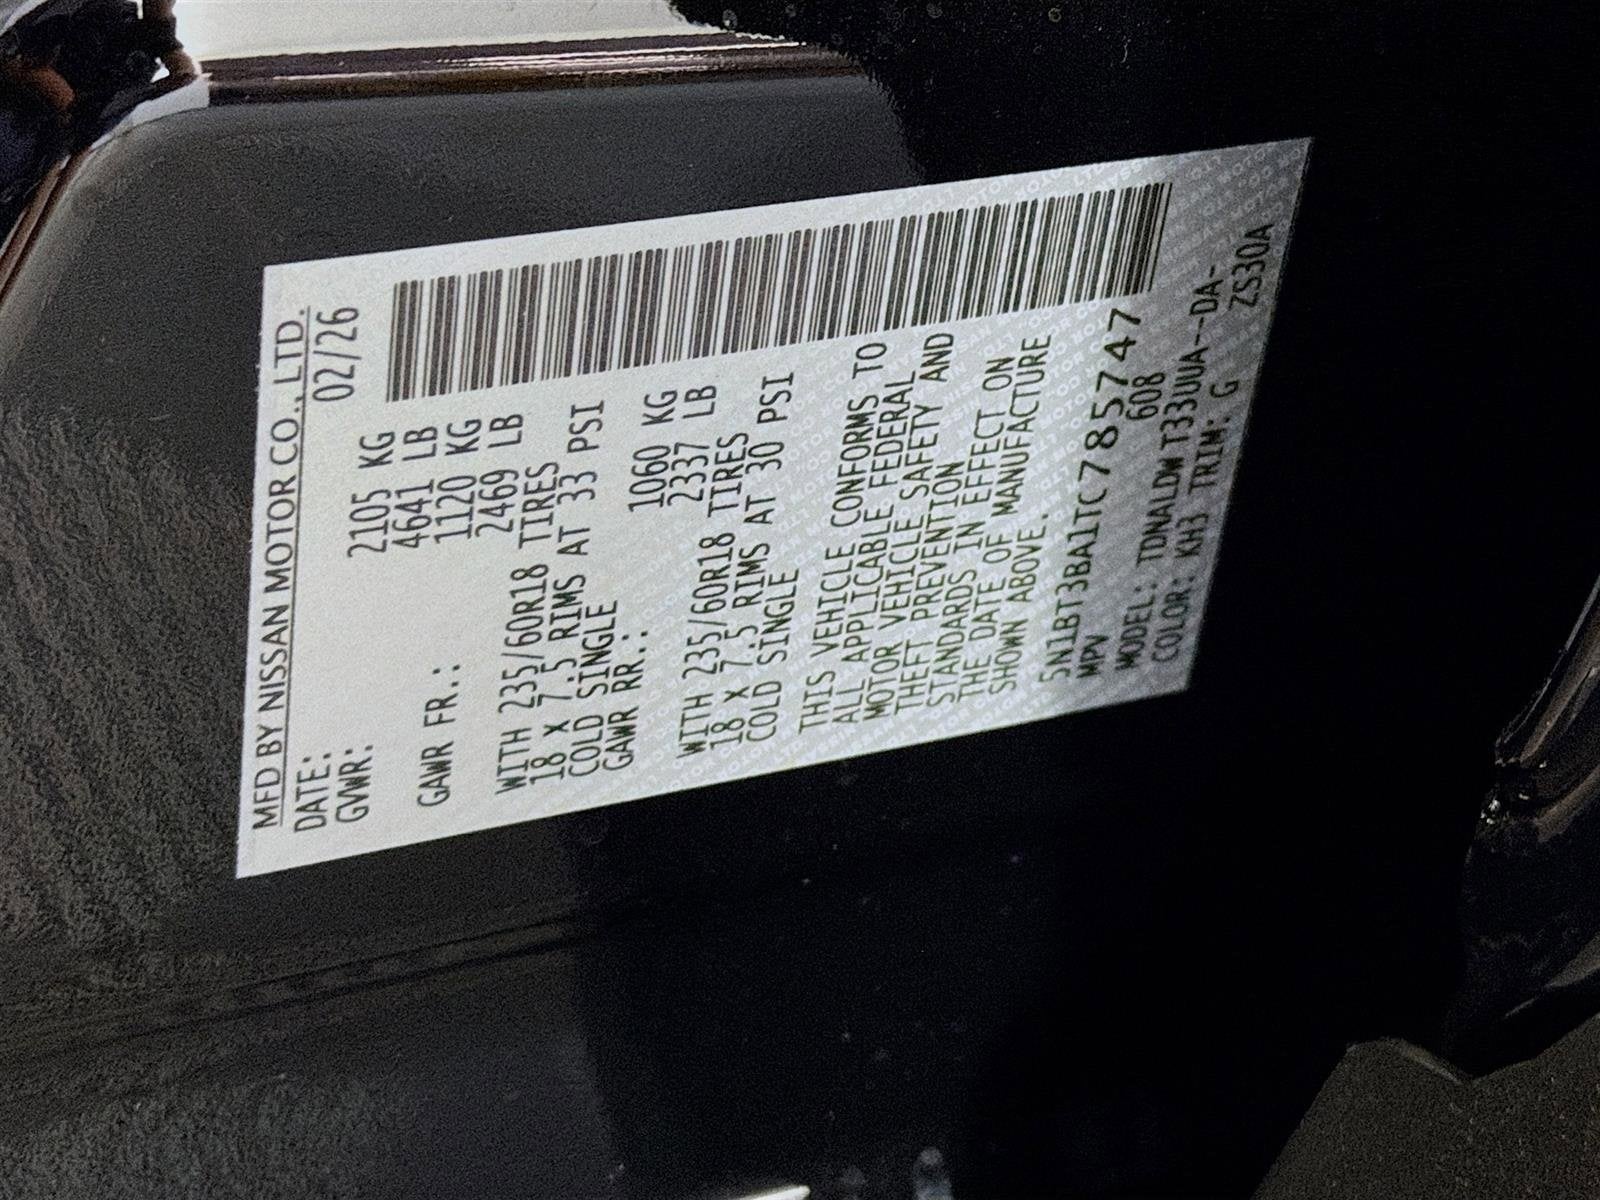 MFD BY NISSAN MOTOR CO., LTD.
DATE: 02/26
GVWR: 2105 KG
4641 LB
GAWR FR.: 1120 KG
2469 LB
WITH 235/60R18 TIRES
18 X 7.5 RIMS AT 33 PSI
COLD SINGLE
GAWR RR.: 1060 KG
2337 LB
WITH 235/60R18 TIRES
18 X 7.5 RIMS AT 30 PSI
COLD SINGLE
THIS VEHICLE CONFORMS TO
ALL APPLICABLE FEDERAL
MOTOR VEHICLE SAFETY AND
THEFT PREVENTION
STANDARDS IN EFFECT ON
THE DATE OF MANUFACTURE
SHOWN ABOVE.
5N1BT3BA1TC785747
MPV 608
MODEL: TDNALDW T33UUA--DA-
COLOR: KH3 TRIM: G ZS30A